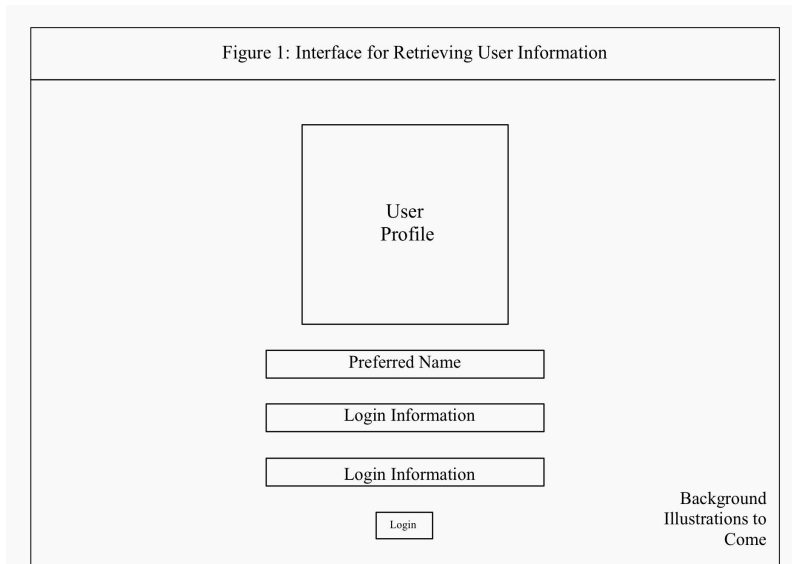 Figure 1: Interface for Retrieving User Information
User
Profile
Preferred Name
Login Information
Login Information
Login
Background
Illustrations to
Come